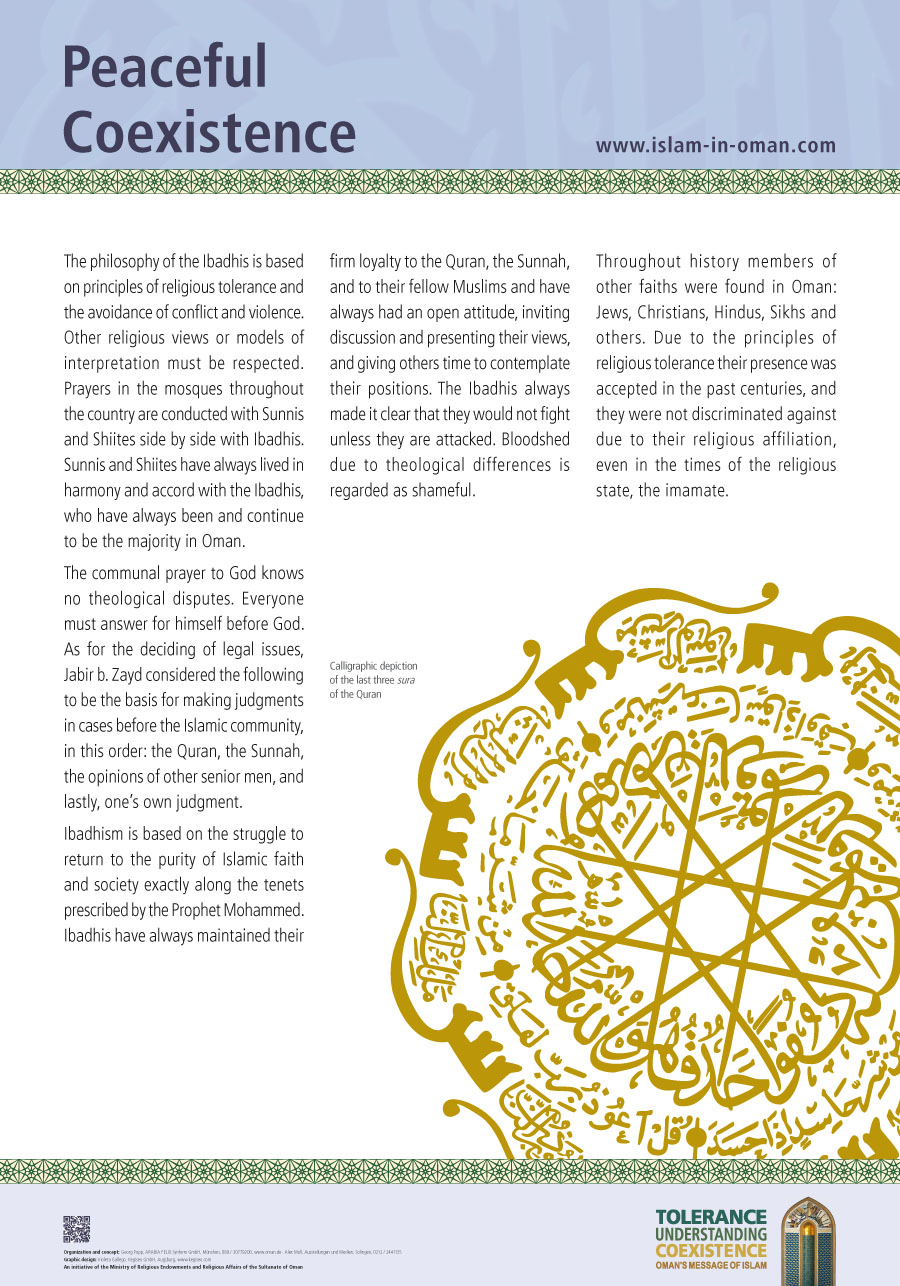 Peaceful
Coexistence
www.islam-in-oman.com
The philosophy of the Ibadhis is based
on principles of religious tolerance and
the avoidance of conflict and violence.
Other religious views or models of
interpretation must be respected.
Prayers in the mosques throughout
the country are conducted with Sunnis
and Shiites side by side with Ibadhis.
Sunnis and Shiites have always lived in
harmony and accord with the Ibadhis,
who have always been and continue
to be the majority in Oman.
The communal prayer to God knows
no theological disputes. Everyone
must answer for himself before God.
As for the deciding of legal issues,
Jabir b. Zayd considered the following
to be the basis for making judgments
in cases before the Islamic community,
in this order: the Quran, the Sunnah,
the opinions of other senior men, and
lastly, one's own judgment.
Ibadhism is based on the struggle to
return to the purity of Islamic faith
and society exactly along the tenets
prescribed by the Prophet Mohammed.
Ibadhis have always maintained their
firm loyalty to the Quran, the Sunnah,
and to their fellow Muslims and have
always had an open attitude, inviting
discussion and presenting their views,
and giving others time to contemplate
their positions. The Ibadhis always
made it clear that they would not fight
unless they are attacked. Bloodshed
due to theological differences is
regarded as shameful.
Throughout history members of
other faiths were found in Oman:
Jews, Christians, Hindus, Sikhs and
others. Due to the principles of
religious tolerance their presence was
accepted in the past centuries, and
they were not discriminated against
due to their religious affiliation,
even in the times of the religious
state, the imamate.
Calligraphic depiction
of the last three sura
of the Quran
Organization and concept: Georg Popp, ARABIA FELIX Synform GmbH, München,
An initiative of the Ministry of Religious Endowments and Religious Affairs of the Sultanate of Oman
TOLERANCE
UNDERSTANDING
COEXISTENCE
OMAN'S MESSAGE OF ISLAM